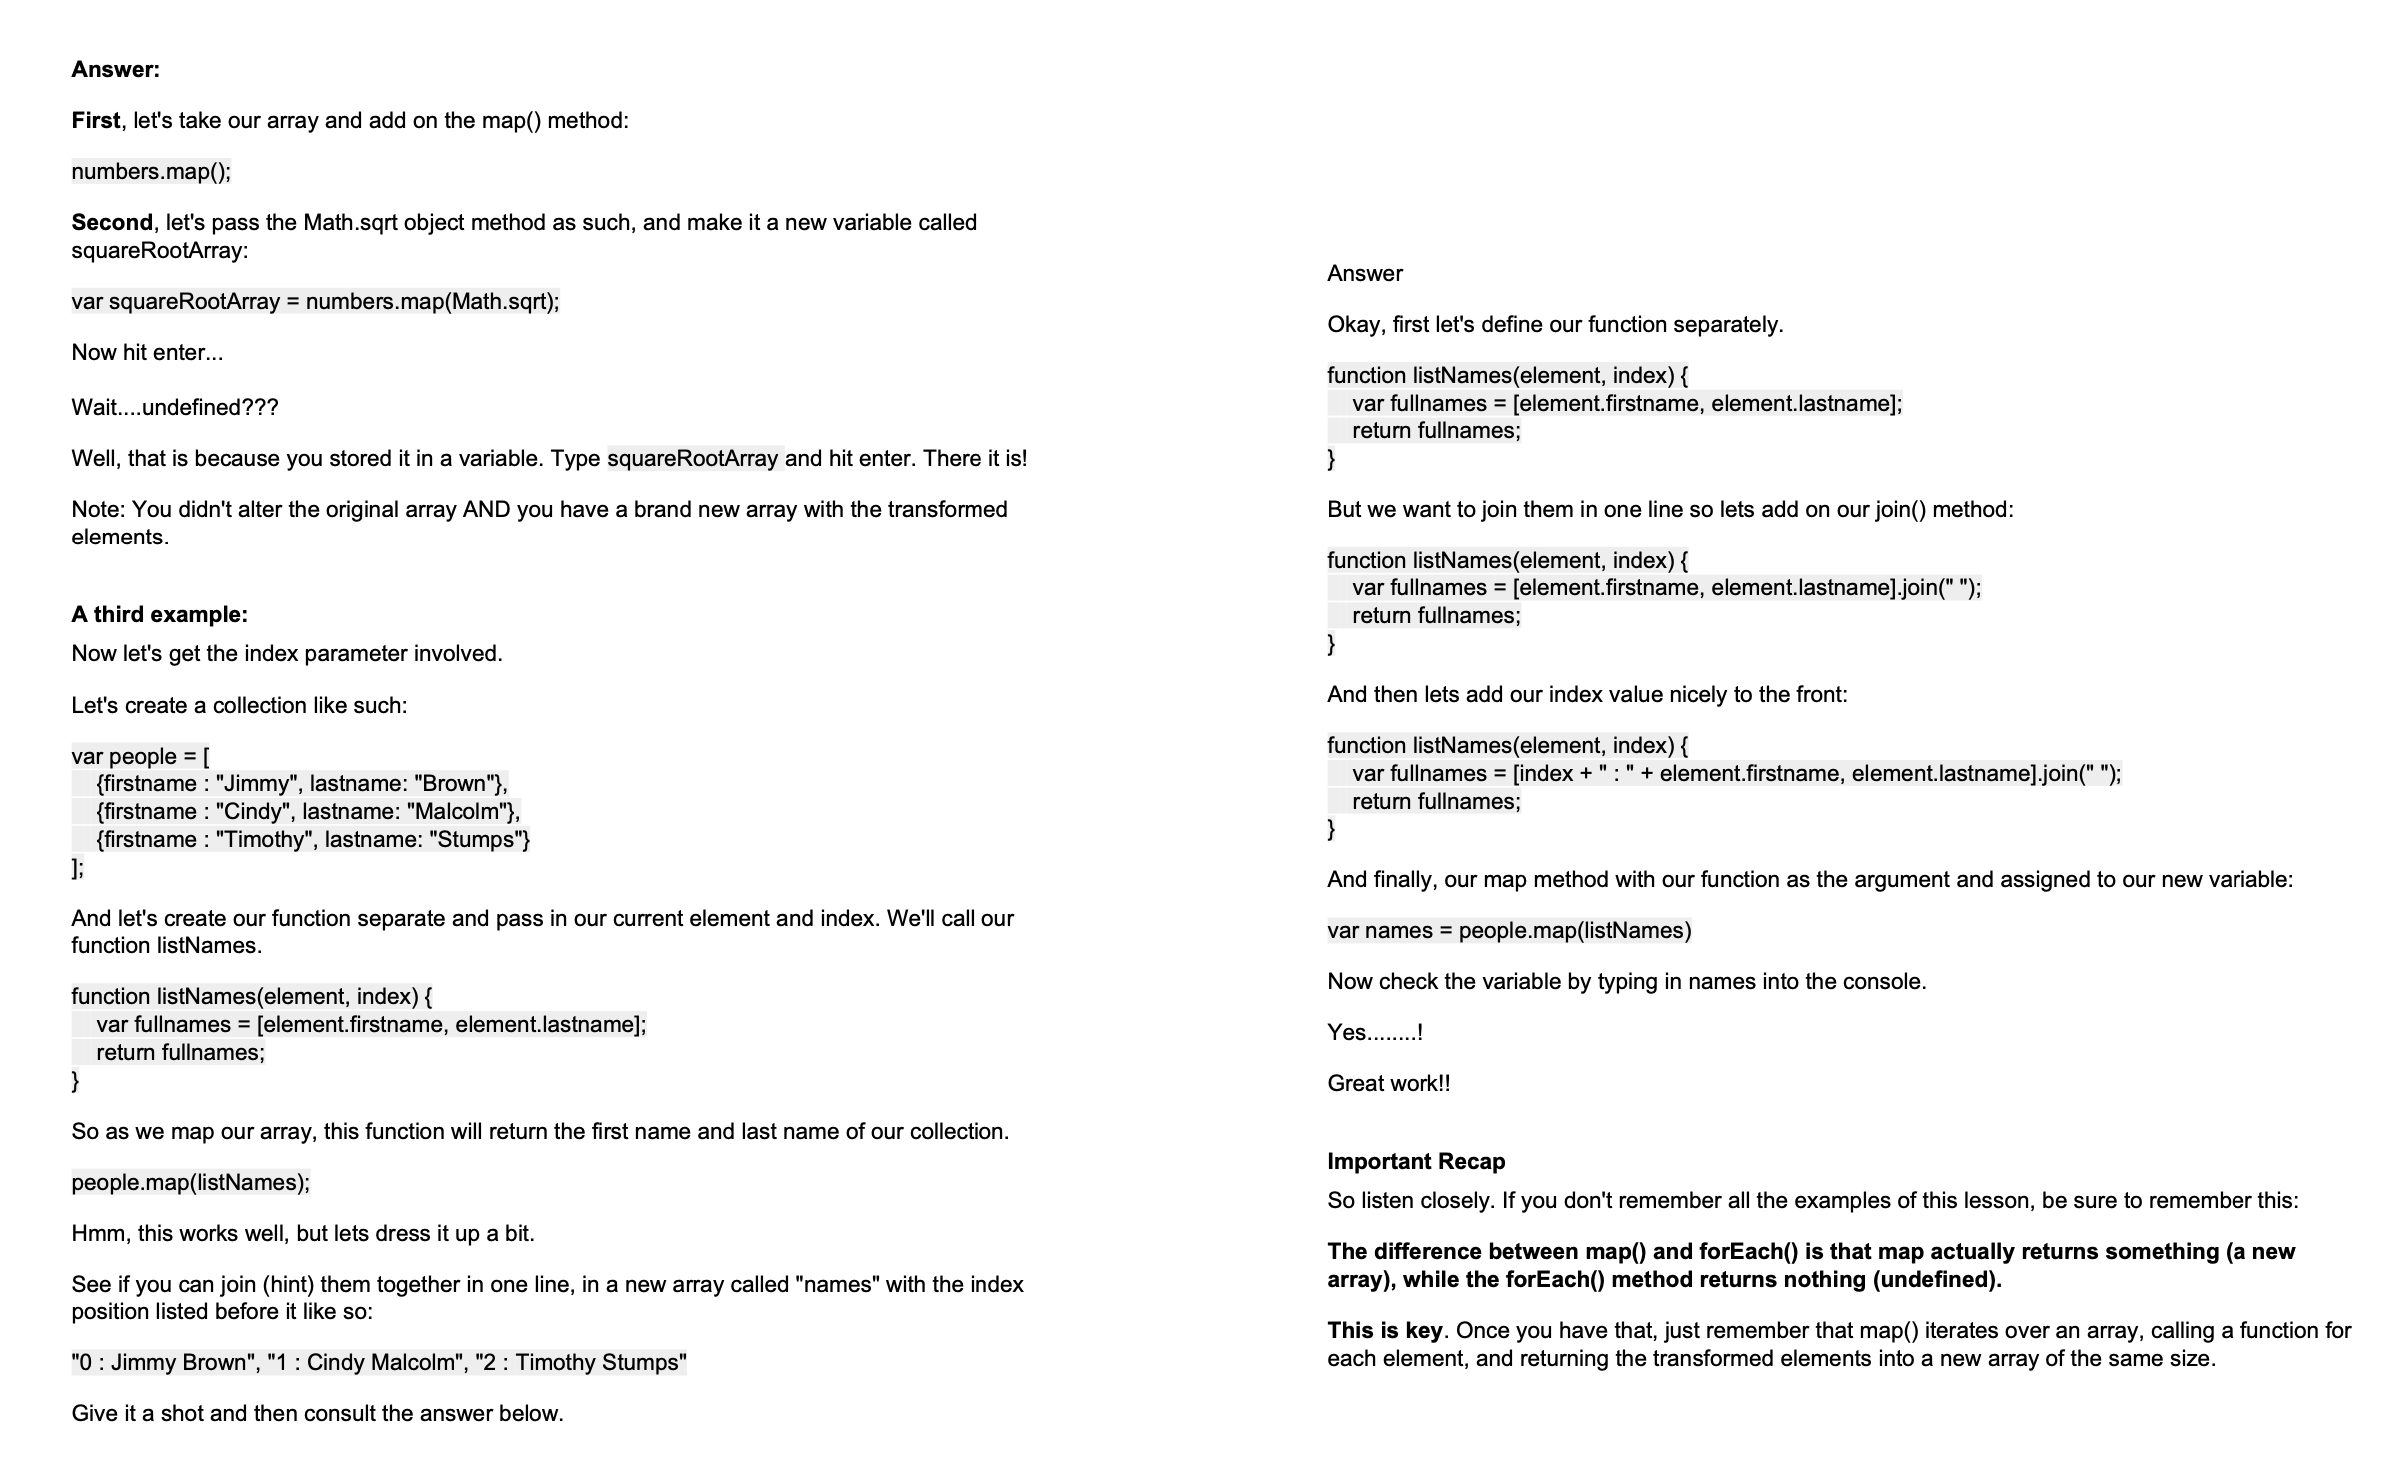 Answer:
First, let's take our array and add on the map() method:
numbers.map();
Second, let's pass the Math.sqrt object method as such, and make it a new variable called
squareRootArray:
var squareRootArray = numbers.map(Math.sqrt);
Now hit enter...
Wait....undefined???
Well, that is because you stored it in a variable. Type squareRootArray and hit enter. There it is!
Note: You didn't alter the original array AND you have a brand new array with the transformed
elements.
A third example:
Now let's get the index parameter involved.
Let's create a collection like such:
var people = [
{firstname : "Jimmy", lastname: "Brown"},
{firstname : "Cindy", lastname: "Malcolm"},
{firstname : "Timothy", lastname: "Stumps"}
];
And let's create our function separate and pass in our current element and index. We'll call our
function listNames.
function listNames(element, index) {
var fullnames = [element.firstname, element.lastname];
return fullnames;
}
So as we map our array, this function will return the first name and last name of our collection.
people.map(listNames);
Hmm, this works well, but lets dress it up a bit.
See if you can join (hint) them together in one line, in a new array called "names" with the index
position listed before it like so:
"0 : Jimmy Brown", "1 : Cindy Malcolm", "2 : Timothy Stumps"
Give it a shot and then consult the answer below.
Answer
Okay, first let's define our function separately.
function listNames(element, index) {
var fullnames = [element.firstname, element.lastname];
return fullnames;
}
But we want to join them in one line so lets add on our join() method:
function listNames(element, index) {
var fullnames = [element.firstname, element.lastname].join(" ");
return fullnames;
}
And then lets add our index value nicely to the front:
function listNames(element, index) {
var fullnames = [index + " : " + element.firstname, element.lastname].join(" ");
return fullnames;
}
And finally, our map method with our function as the argument and assigned to our new variable:
var names = people.map(listNames)
Now check the variable by typing in names into the console.
Yes........!
Great work!!
Important Recap
So listen closely. If you don't remember all the examples of this lesson, be sure to remember this:
The difference between map() and forEach() is that map actually returns something (a new
array), while the forEach() method returns nothing (undefined).
This is key. Once you have that, just remember that map() iterates over an array, calling a function for
each element, and returning the transformed elements into a new array of the same size.